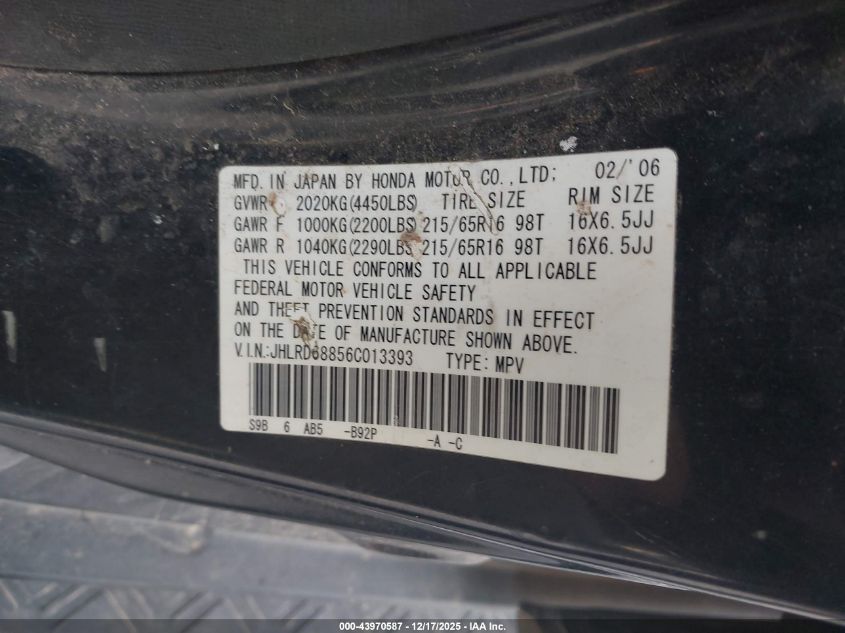 MFD. IN JAPAN BY HONDA MOTOR CO.,LTD; 02/'06
GVWR 2020KG(4450LBS) TIRE SIZE RIM SIZE
GAWR F 1000KG(2200LBS) 215/65R16 98T 16X6.5JJ
GAWR R 1040KG(2290LBS) 215/65R16 98T 16X6.5JJ
THIS VEHICLE CONFORMS TO ALL APPLICABLE
FEDERAL MOTOR VEHICLE SAFETY
AND THEFT PREVENTION STANDARDS IN EFFECT
ON THE DATE OF MANUFACTURE SHOWN ABOVE.
V.I.N.:JHLRD68856C013393 TYPE: MPV
S9B 6 AB5 -B92P -A -C
000-43970587 - 12/17/2025 - IAA Inc.